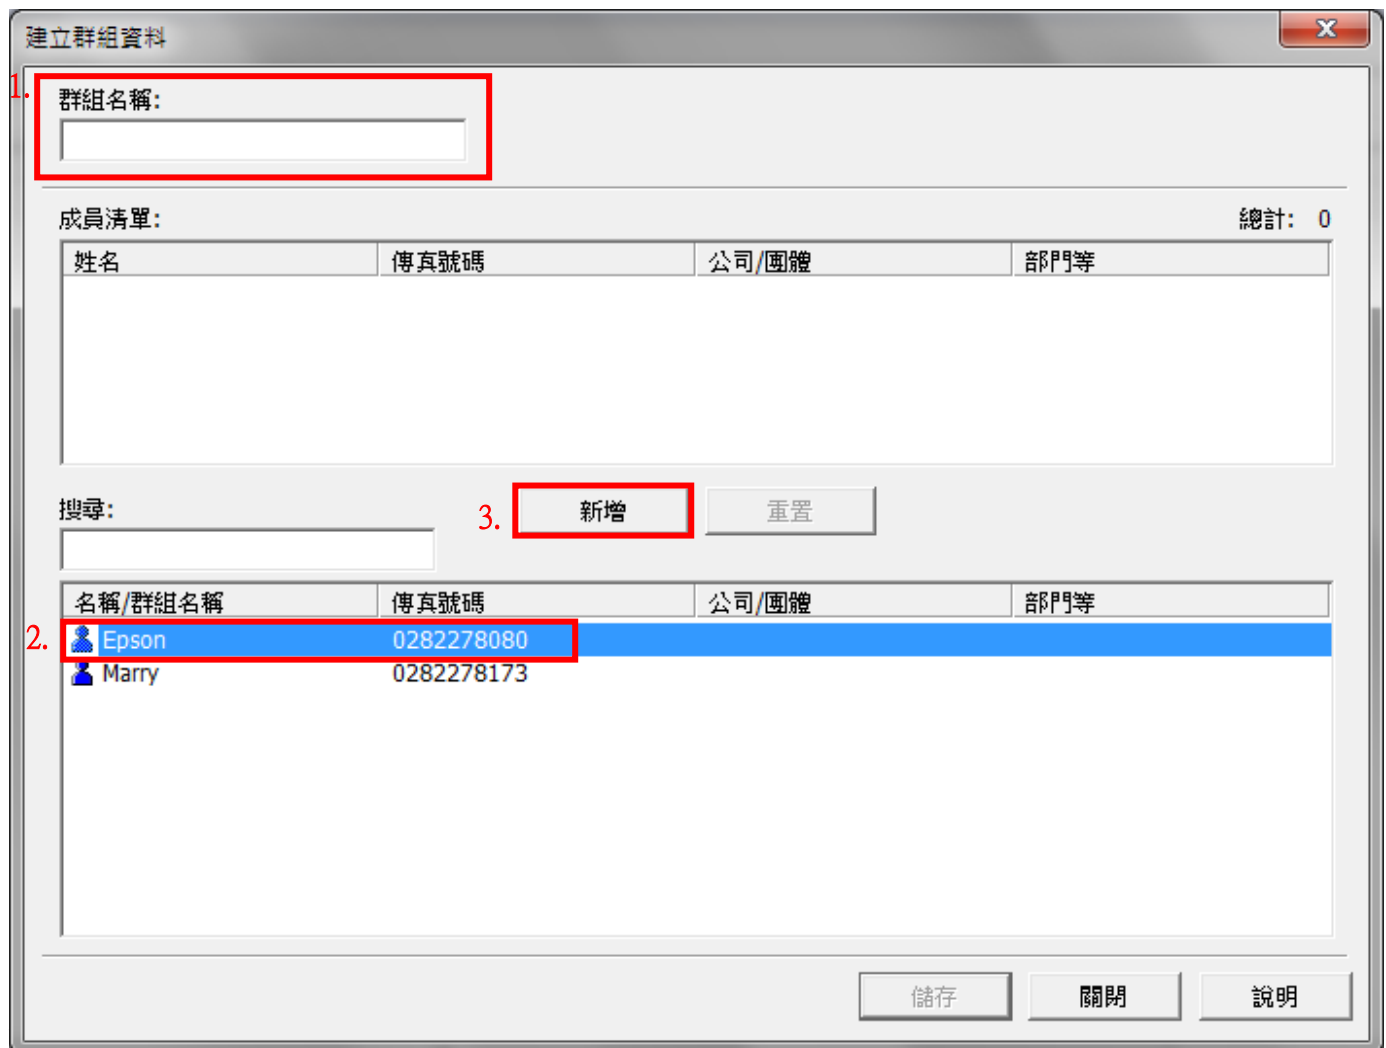 建立群組資料
1.
群組名稱:
成員清單: 總計: 0
姓名 傳真號碼 公司/團體 部門等
搜尋:
3. 新增 重置
名稱/群組名稱 傳真號碼 公司/團體 部門等
2. Epson 0282278080
Marry 0282278173
儲存 關閉 說明